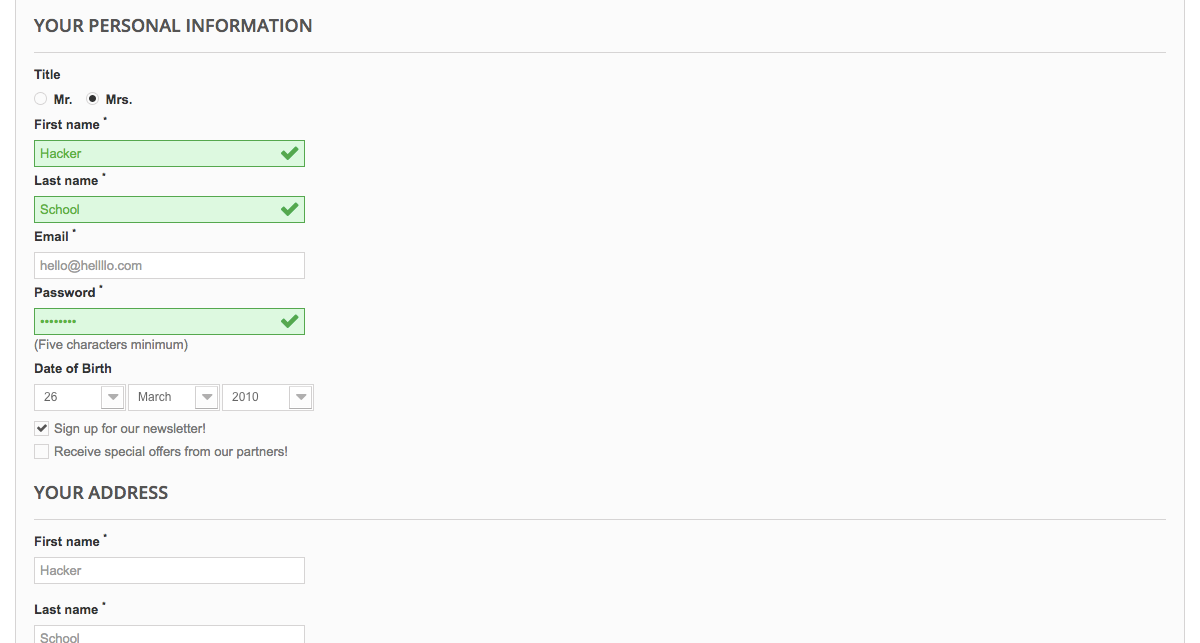 YOUR PERSONAL INFORMATION
Title
Mr. Mrs.
First name *
Hacker
Last name *
School
Email *
hello@hellllo.com
Password *
••••••••
(Five characters minimum)
Date of Birth
26 March 2010
Sign up for our newsletter!
Receive special offers from our partners!
YOUR ADDRESS
First name *
Hacker
Last name *
School